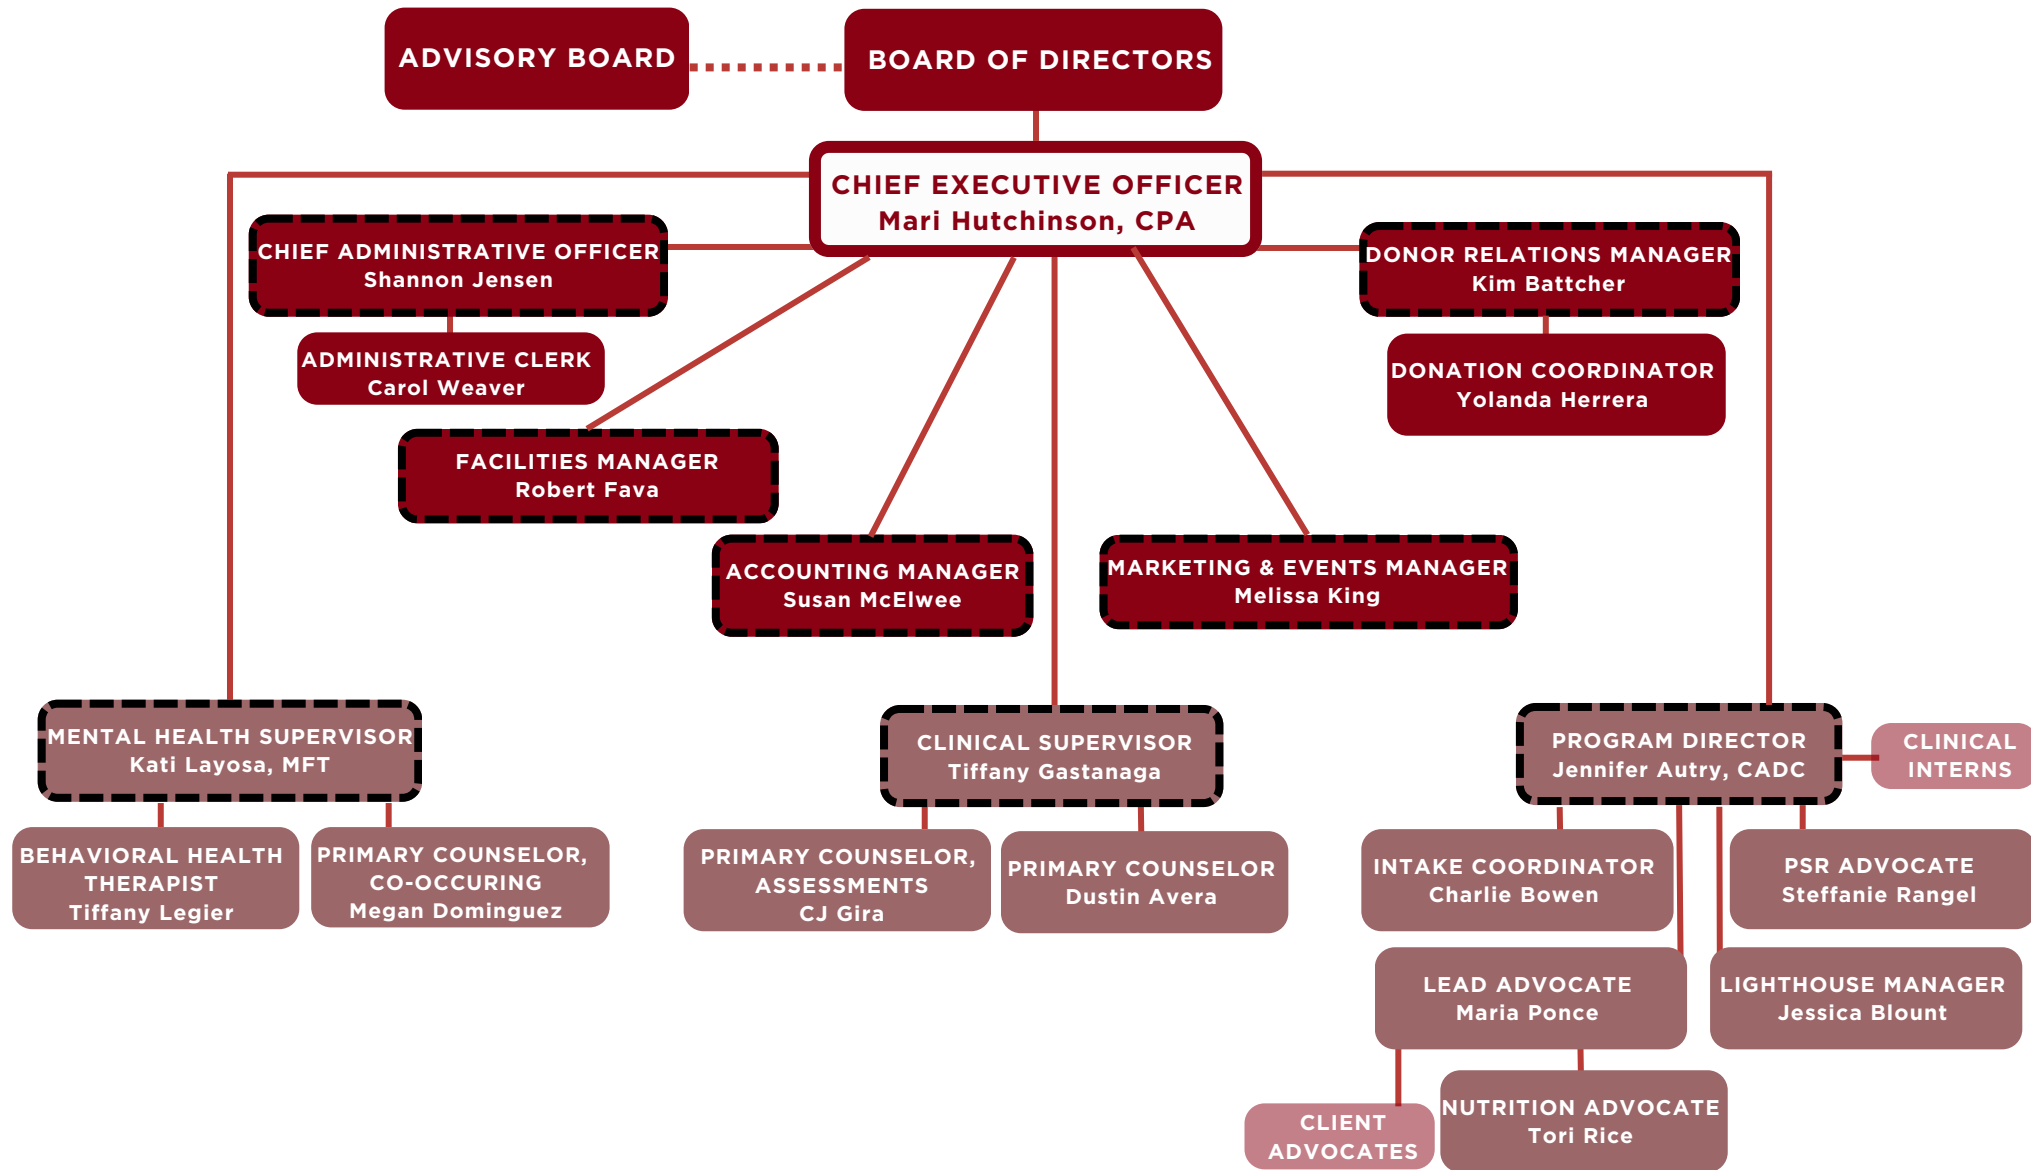 ADVISORY BOARD
BOARD OF DIRECTORS
CHIEF EXECUTIVE OFFICER
Mari Hutchinson, CPA
CHIEF ADMINISTRATIVE OFFICER
Shannon Jensen
DONOR RELATIONS MANAGER
Kim Battcher
ADMINISTRATIVE CLERK
Carol Weaver
DONATION COORDINATOR
Yolanda Herrera
FACILITIES MANAGER
Robert Fava
ACCOUNTING MANAGER
Susan McElwee
MARKETING & EVENTS MANAGER
Melissa King
MENTAL HEALTH SUPERVISOR
Kati Layosa, MFT
CLINICAL SUPERVISOR
Tiffany Gastanaga
PROGRAM DIRECTOR
Jennifer Autry, CADC
CLINICAL
INTERNS
BEHAVIORAL HEALTH
THERAPIST
Tiffany Legier
PRIMARY COUNSELOR,
CO-OCCURING
Megan Dominguez
PRIMARY COUNSELOR,
ASSESSMENTS
CJ Gira
PRIMARY COUNSELOR
Dustin Avera
INTAKE COORDINATOR
Charlie Bowen
PSR ADVOCATE
Steffanie Rangel
LEAD ADVOCATE
Maria Ponce
LIGHTHOUSE MANAGER
Jessica Blount
CLIENT
ADVOCATES
NUTRITION ADVOCATE
Tori Rice